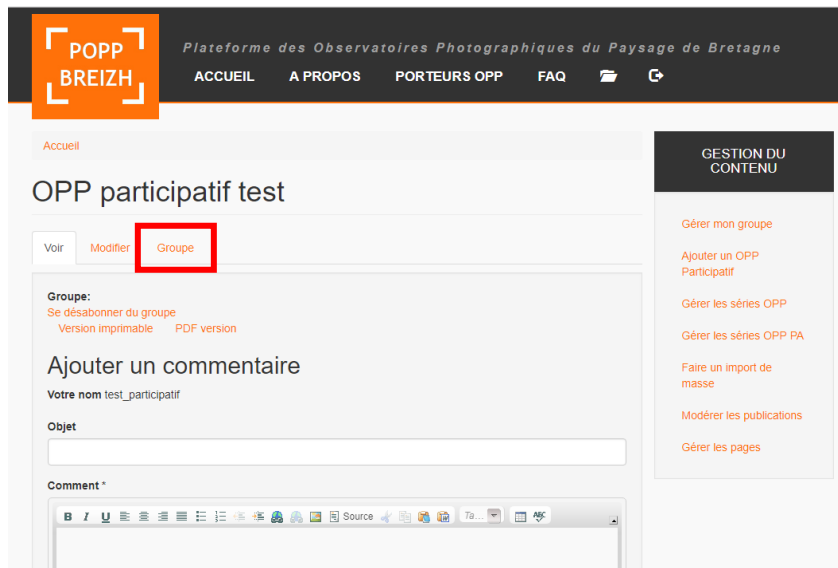 POPP
BREIZH
Plateforme des Observatoires Photographiques du Paysage de Bretagne
ACCUEIL A PROPOS PORTEURS OPP FAQ
Accueil
OPP participatif test
Voir Modifier Groupe
Groupe:
Se désabonner du groupe
Version imprimable PDF version
Ajouter un commentaire
Votre nom test_participatif
Objet
Comment *
B I U Source Ta... ABC
GESTION DU
CONTENU
Gérer mon groupe
Ajouter un OPP
Participatif
Gérer les séries OPP
Gérer les séries OPP PA
Faire un import de
masse
Modérer les publications
Gérer les pages